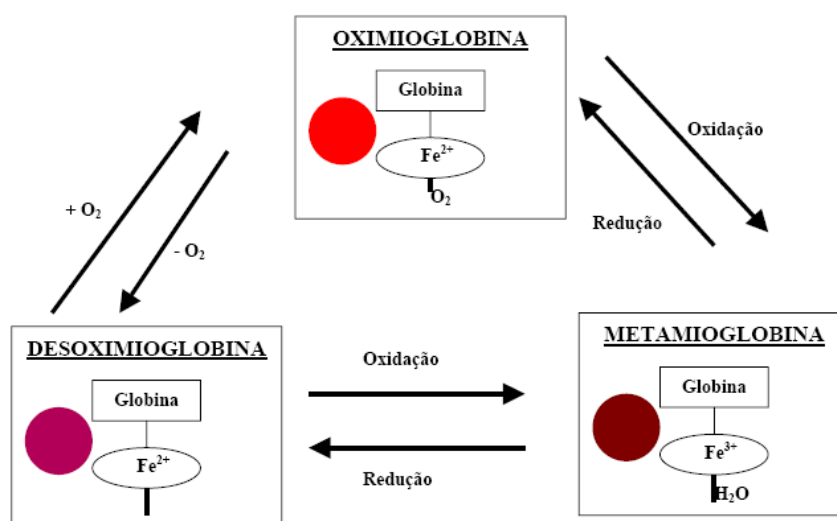 OXIMIOGLOBINA
Globina
Fe²⁺
O₂
Oxidação
Redução
+ O₂
- O₂
DESOXIMIOGLOBINA
Globina
Fe²⁺
Oxidação
Redução
METAMIOGLOBINA
Globina
Fe³⁺
H₂O